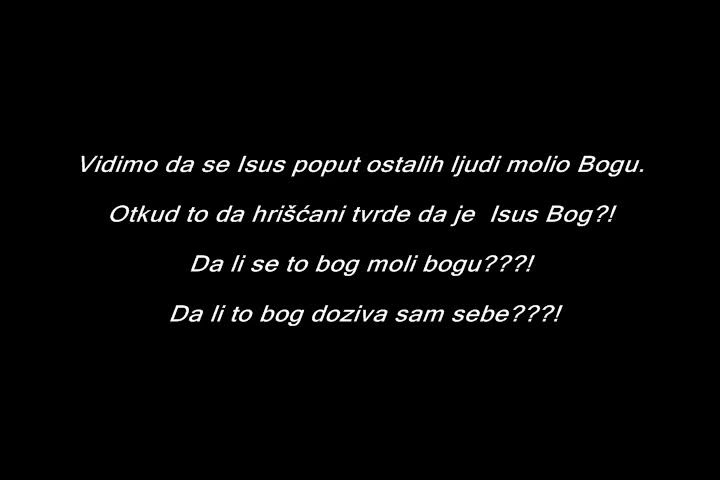 Vidimo da se Isus poput ostalih ljudi molio Bogu.
Otkud to da hrišćani tvrde da je  Isus Bog?!
Da li se to bog moli bogu???!
Da li to bog doziva sam sebe???!